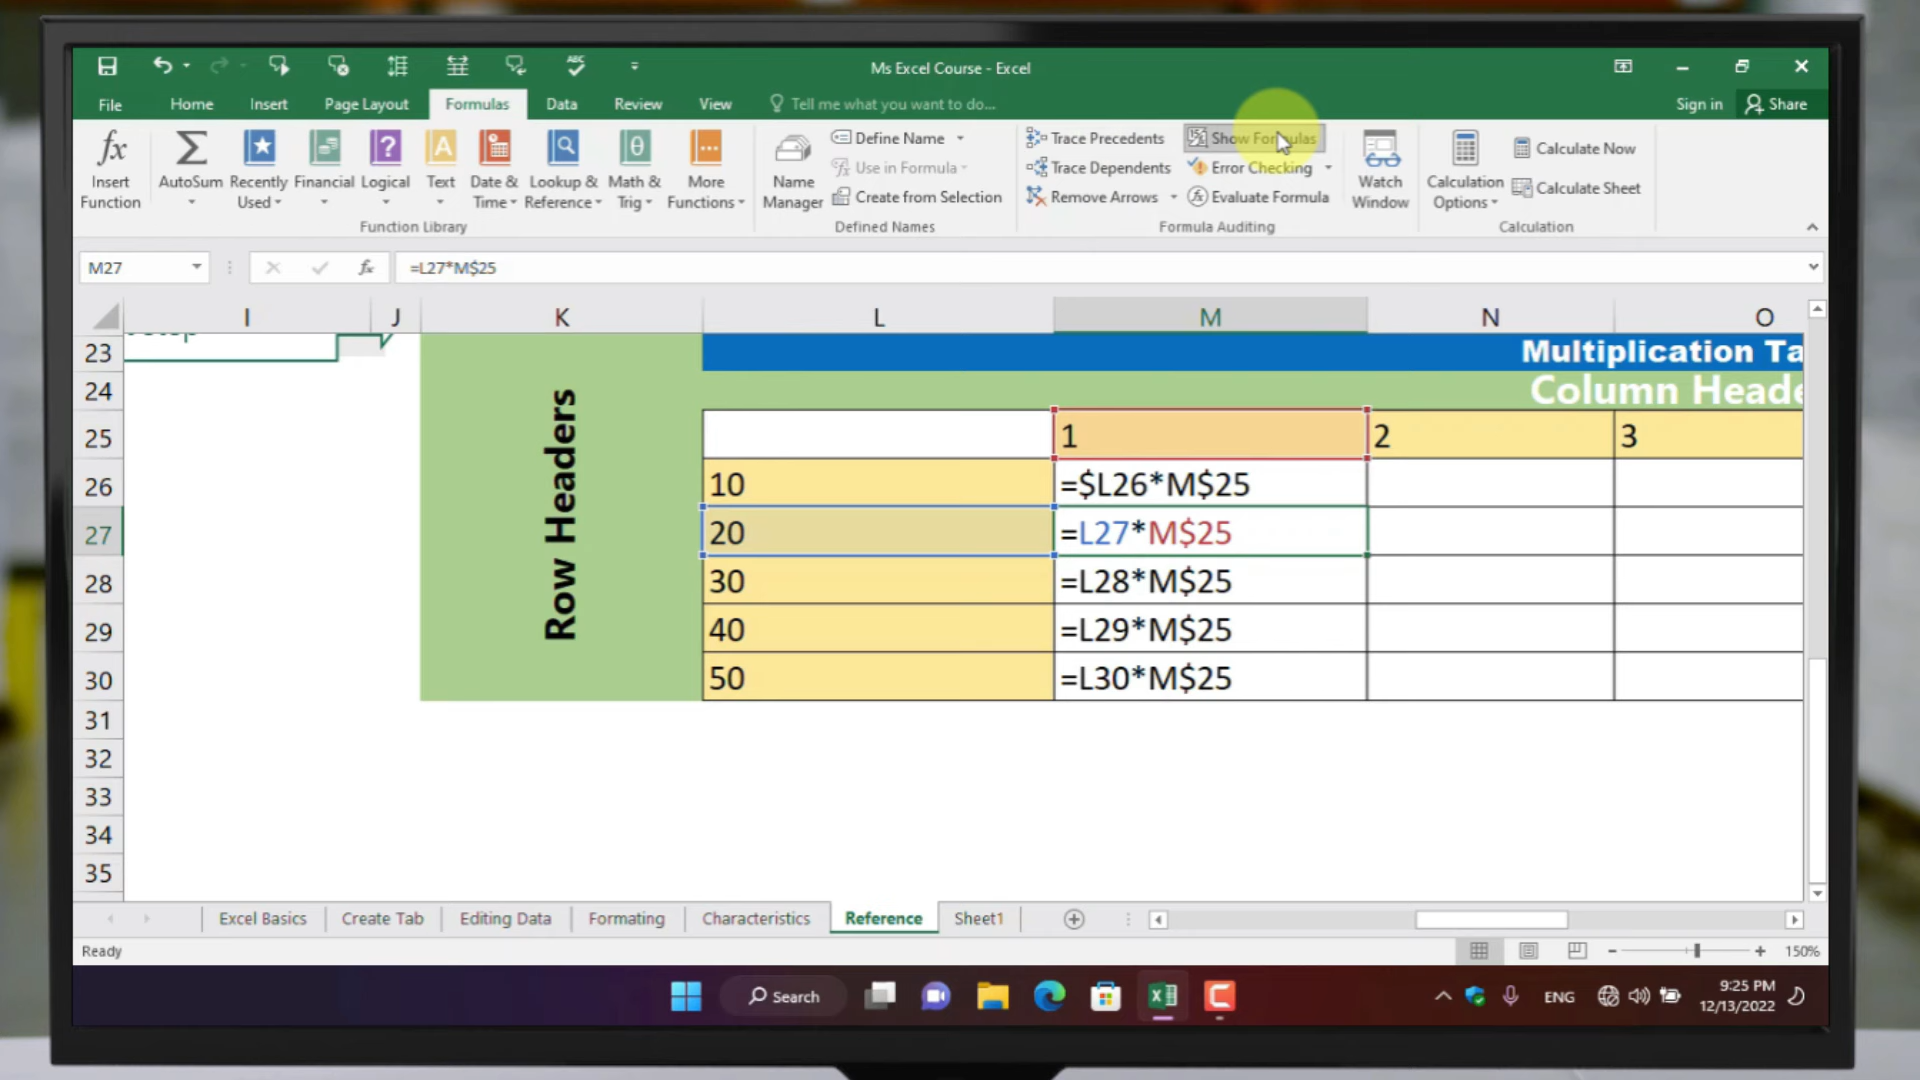 Ms Excel Course - Excel
File Home Insert Page Layout Formulas Data Review View Tell me what you want to do... Sign in Share
Insert Function
AutoSum
Recently Used
Financial
Logical
Text
Date & Time
Lookup & Reference
Math & Trig
More Functions
Function Library
Name Manager
Define Name
Use in Formula
Create from Selection
Defined Names
Trace Precedents
Trace Dependents
Remove Arrows
Show Formulas
Error Checking
Evaluate Formula
Formula Auditing
Watch Window
Calculation Options
Calculate Now
Calculate Sheet
Calculation
M27 fx =L27*M$25
I J K L M N O
23 Multiplication Ta
24 Column Heade
Row Headers
25 1 2 3
26 10 =$L26*M$25
27 20 =L27*M$25
28 30 =L28*M$25
29 40 =L29*M$25
30 50 =L30*M$25
31
32
33
34
35
Excel Basics Create Tab Editing Data Formating Characteristics Reference Sheet1
Ready 150%
Search ENG 9:25 PM
12/13/2022